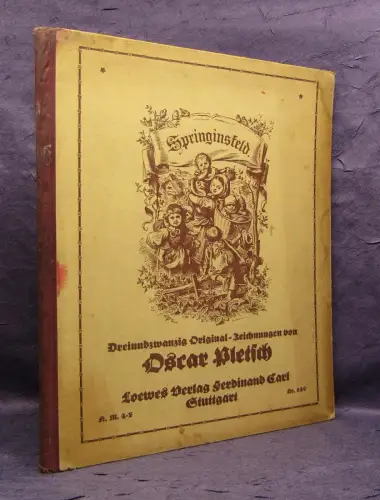 Springinsfeld
Dreiundzwanzig Original-Zeichnungen von
Oscar Pletsch
Loewes Verlag Ferdinand Carl
Stuttgart